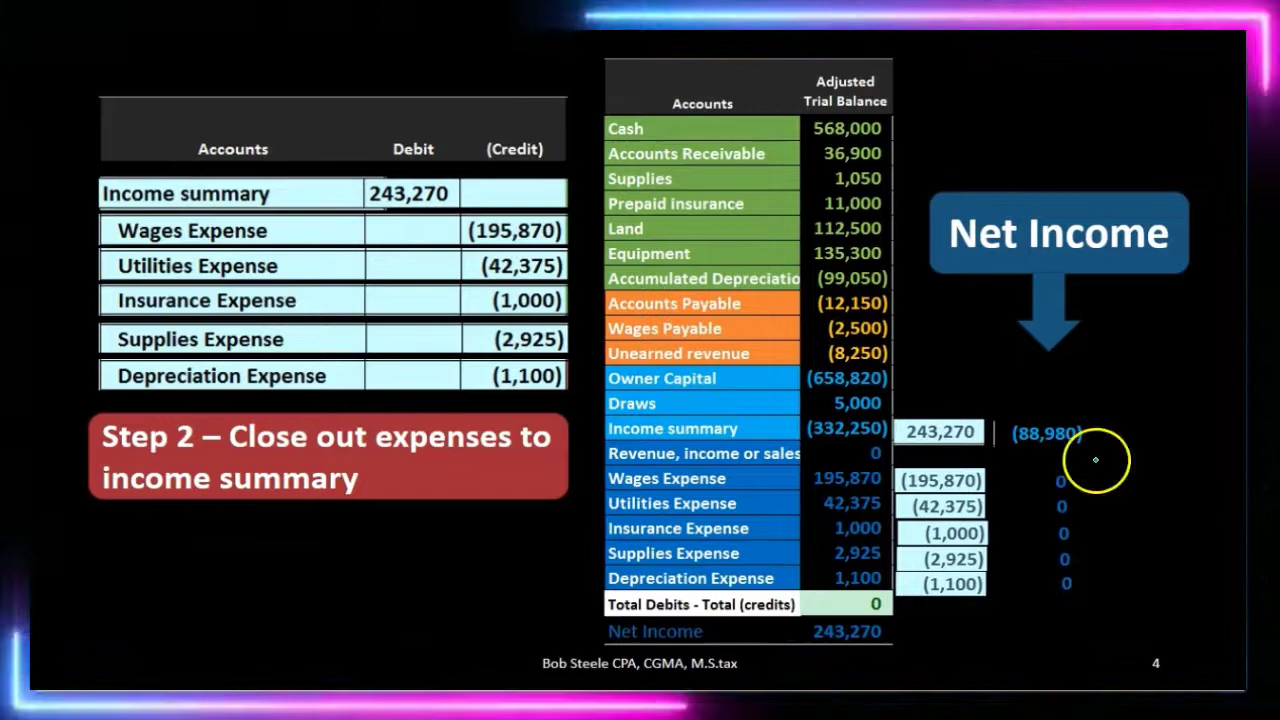 Accounts Debit (Credit)
Income summary 243,270
Wages Expense (195,870)
Utilities Expense (42,375)
Insurance Expense (1,000)
Supplies Expense (2,925)
Depreciation Expense (1,100)
Step 2 – Close out expenses to
income summary
Adjusted
Accounts Trial Balance
Cash 568,000
Accounts Receivable 36,900
Supplies 1,050
Prepaid insurance 11,000
Land 112,500
Equipment 135,300
Accumulated Depreciatio (99,050)
Accounts Payable (12,150)
Wages Payable (2,500)
Unearned revenue (8,250)
Owner Capital (658,820)
Draws 5,000
Income summary (332,250) 243,270 (88,980)
Revenue, income or sales 0
Wages Expense 195,870 (195,870) 0
Utilities Expense 42,375 (42,375) 0
Insurance Expense 1,000 (1,000) 0
Supplies Expense 2,925 (2,925) 0
Depreciation Expense 1,100 (1,100) 0
Total Debits - Total (credits) 0
Net Income 243,270
Net Income
Bob Steele CPA, CGMA, M.S.tax
4